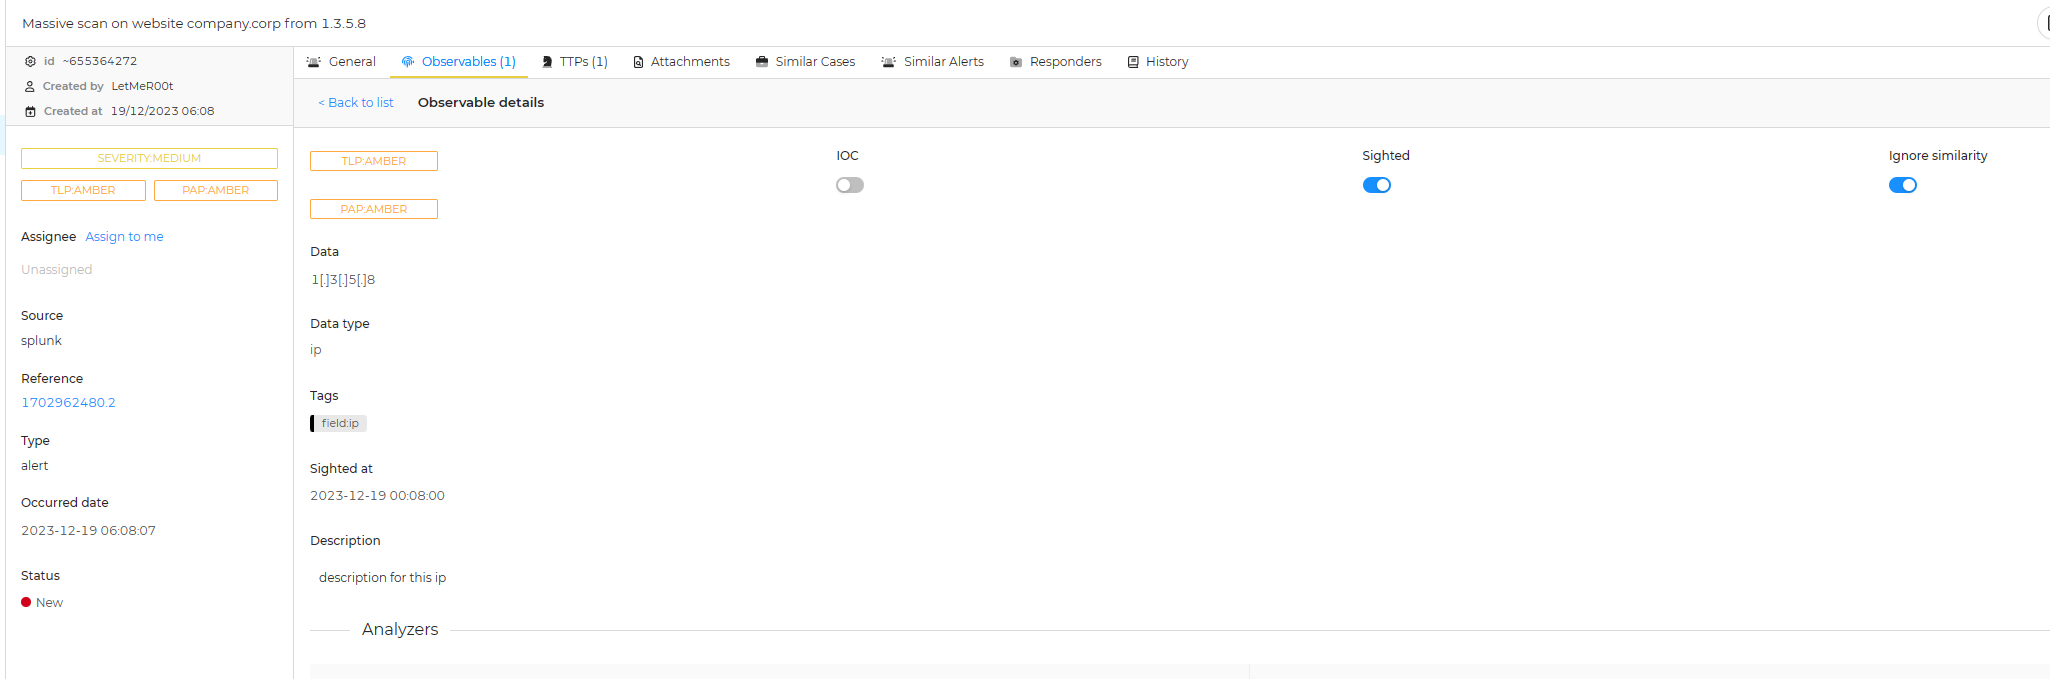 Massive scan on website company.corp from 1.3.5.8
id ~655364272
Created by LetMeR00t
Created at 19/12/2023 06:08
SEVERITY:MEDIUM
TLP:AMBER PAP:AMBER
Assignee Assign to me
Unassigned
Source
splunk
Reference
1702962480.2
Type
alert
Occurred date
2023-12-19 06:08:07
Status
New
General Observables (1) TTPs (1) Attachments Similar Cases Similar Alerts Responders History
< Back to list Observable details
TLP:AMBER
PAP:AMBER
IOC
Sighted
Ignore similarity
Data
1[.]3[.]5[.]8
Data type
ip
Tags
field:ip
Sighted at
2023-12-19 00:08:00
Description
description for this ip
Analyzers